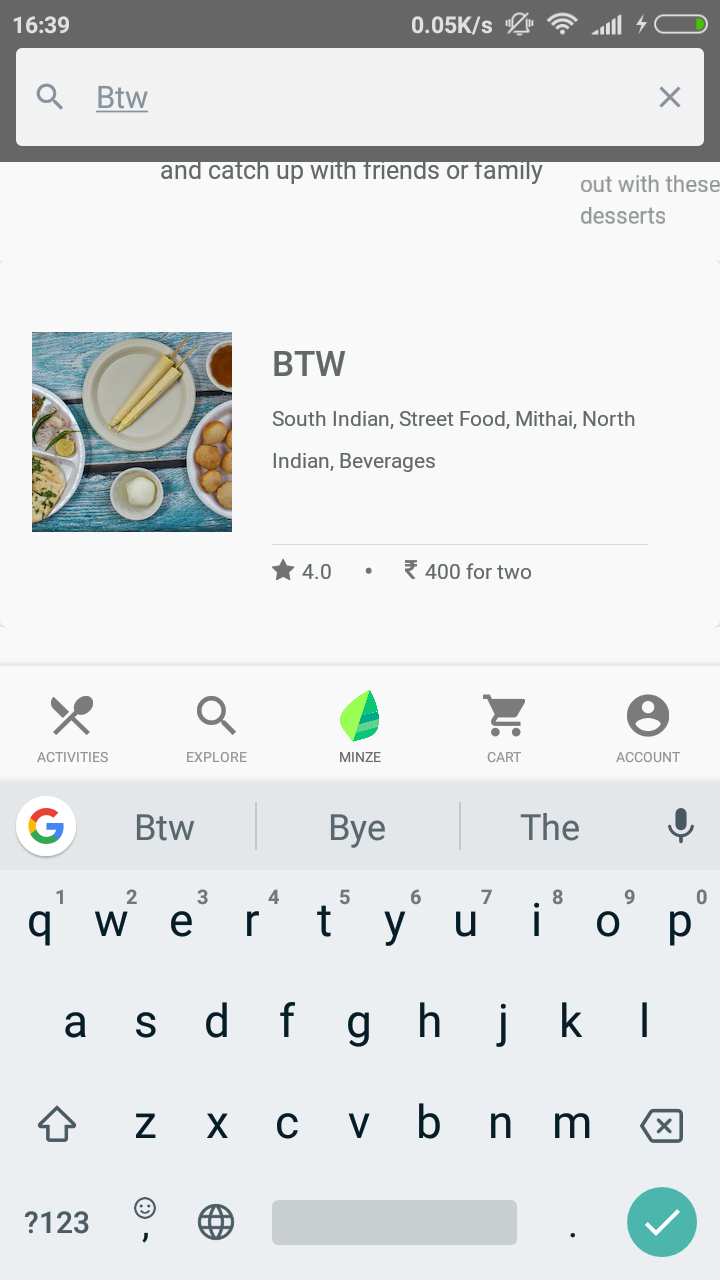 16:39
0.05K/s
Btw
and catch up with friends or family
out with these
desserts
BTW
South Indian, Street Food, Mithai, North
Indian, Beverages
4.0 • ₹ 400 for two
ACTIVITIES EXPLORE MINZE CART ACCOUNT
Btw Bye The
1 2 3 4 5 6 7 8 9 0
q w e r t y u i o p
a s d f g h j k l
z x c v b n m
?123 , .